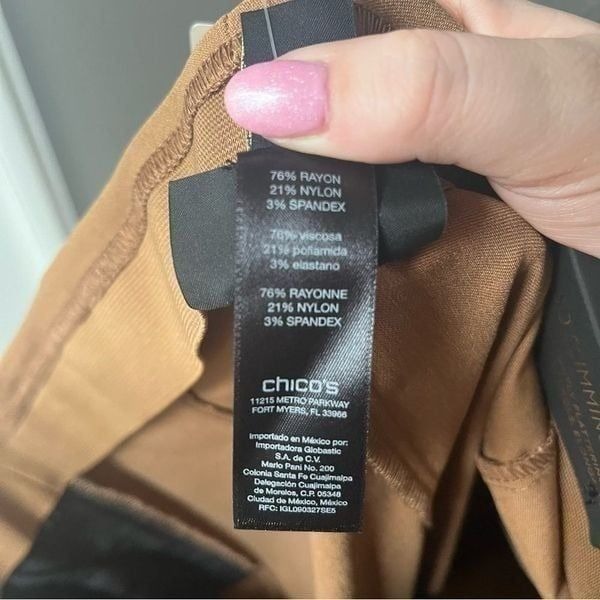 76% RAYON
21% NYLON
3% SPANDEX
76% viscosa
21% poliamida
3% elastano
76% RAYONNE
21% NYLON
3% SPANDEX
chico's
11215 METRO PARKWAY
FORT MYERS, FL 33966
Importado en México por:
Importadora Globastic
S.A. de C.V.
Mario Pani No. 200
Colonia Santa Fe Cuajimalpa
Delegación Cuajimalpa
de Morelos, C.P. 05348
Ciudad de México, México
RFC: IGL090327SE5